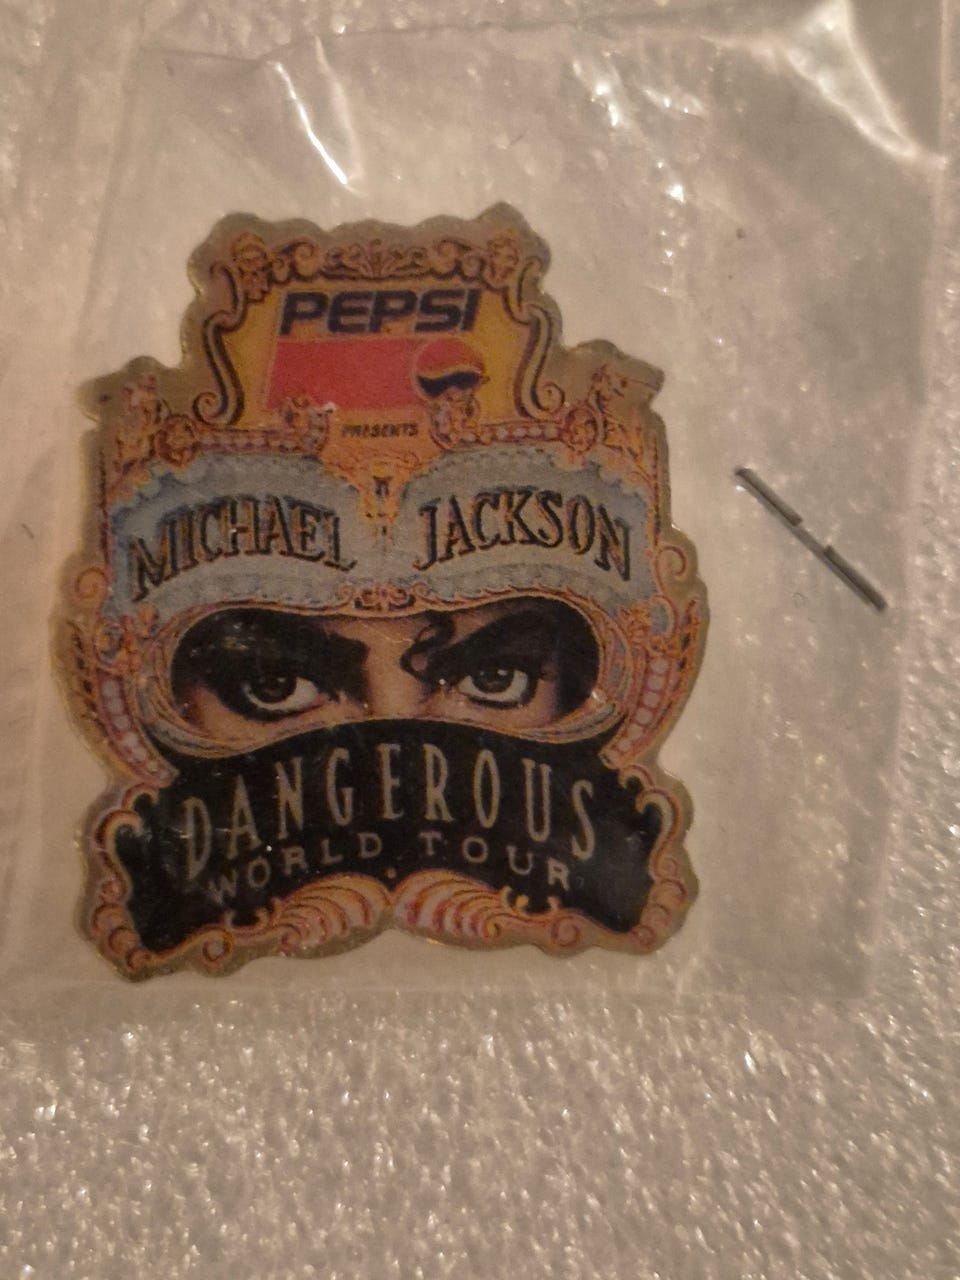 PEPSI
PRESENTS
MICHAEL JACKSON
DANGEROUS
WORLD TOUR